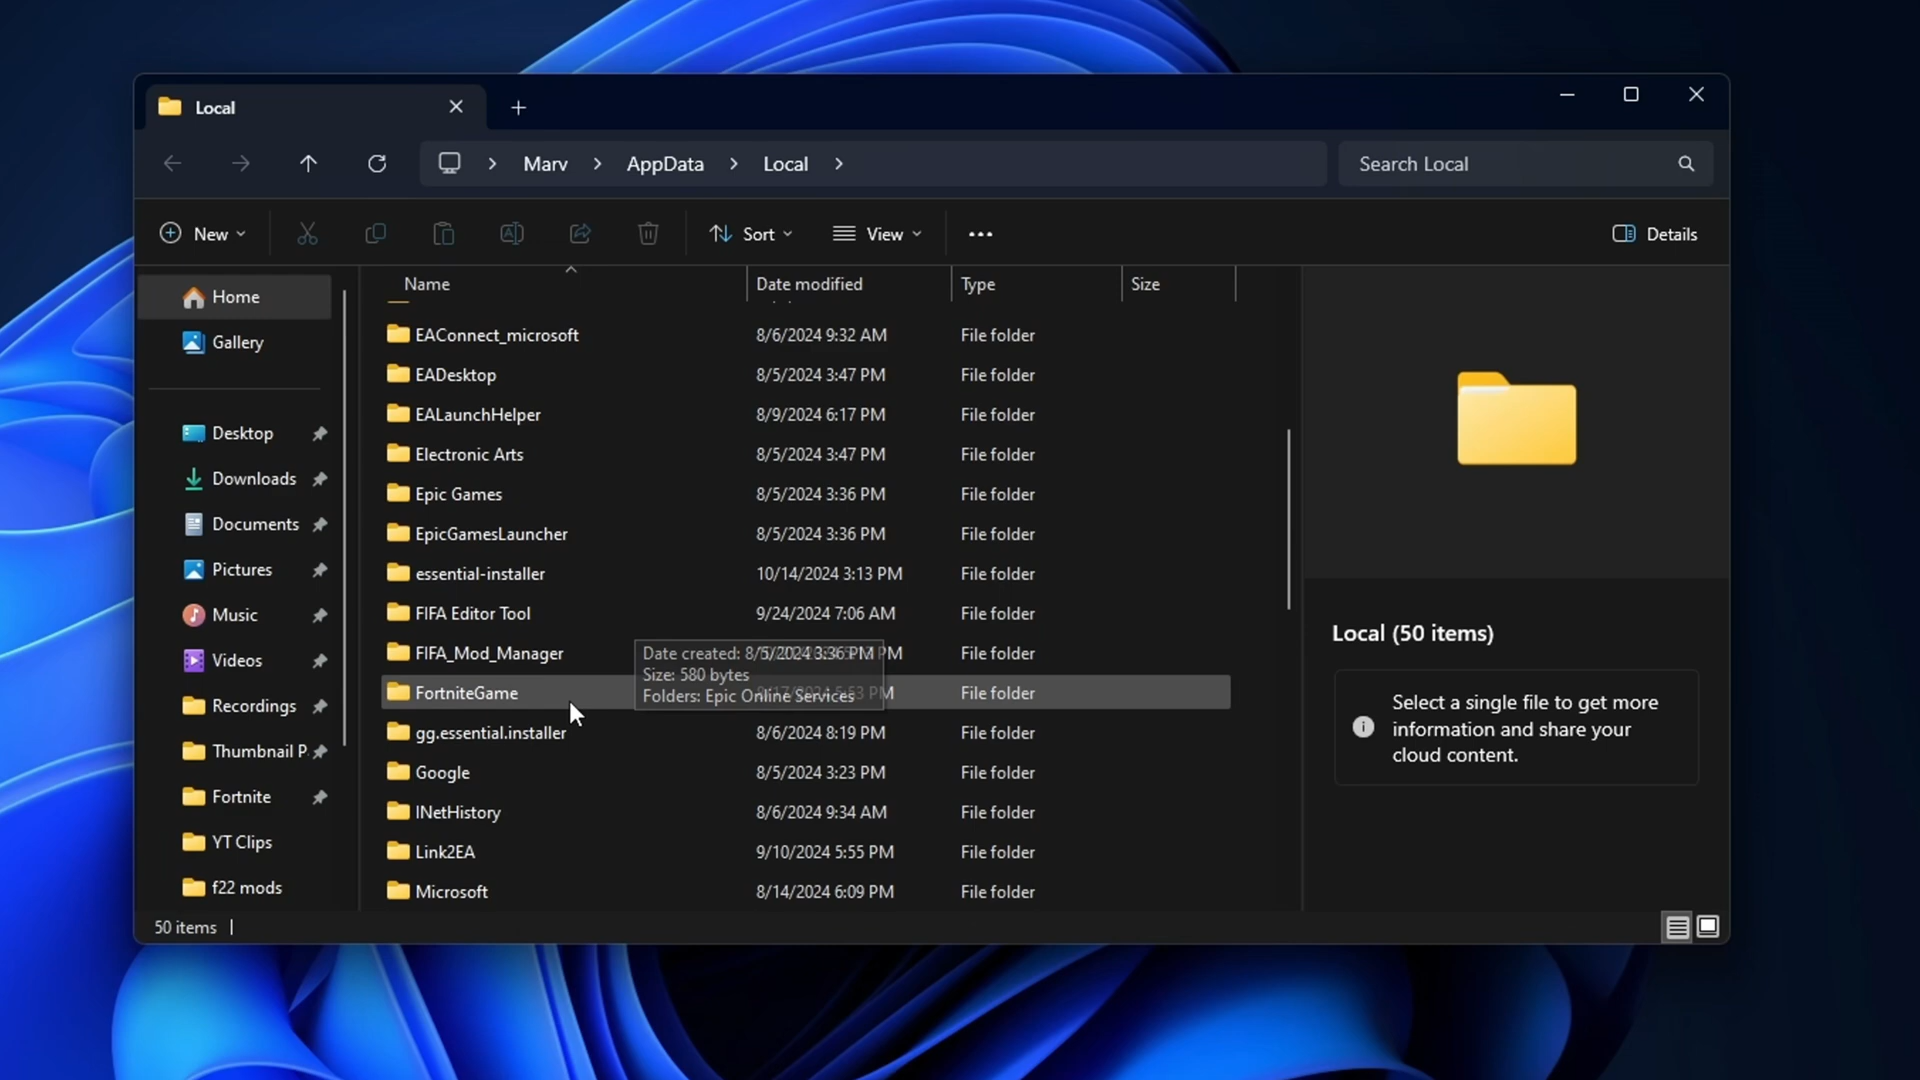 Local
Marv AppData Local
Search Local
New Sort View Details
Name Date modified Type Size
Home
Gallery
Desktop
Downloads
Documents
Pictures
Music
Videos
Recordings
Thumbnail P
Fortnite
YT Clips
f22 mods
EAConnect_microsoft 8/6/2024 9:32 AM File folder
EADesktop 8/5/2024 3:47 PM File folder
EALaunchHelper 8/9/2024 6:17 PM File folder
Electronic Arts 8/5/2024 3:47 PM File folder
Epic Games 8/5/2024 3:36 PM File folder
EpicGamesLauncher 8/5/2024 3:36 PM File folder
essential-installer 10/14/2024 3:13 PM File folder
FIFA Editor Tool 9/24/2024 7:06 AM File folder
FIFA_Mod_Manager PM File folder
FortniteGame File folder
Date created: 8/5/2024 3:36 PM
Size: 580 bytes
Folders: Epic Online Services
gg.essential.installer 8/6/2024 8:19 PM File folder
Google 8/5/2024 3:23 PM File folder
INetHistory 8/6/2024 9:34 AM File folder
Link2EA 9/10/2024 5:55 PM File folder
Microsoft 8/14/2024 6:09 PM File folder
Local (50 items)
Select a single file to get more
information and share your
cloud content.
50 items